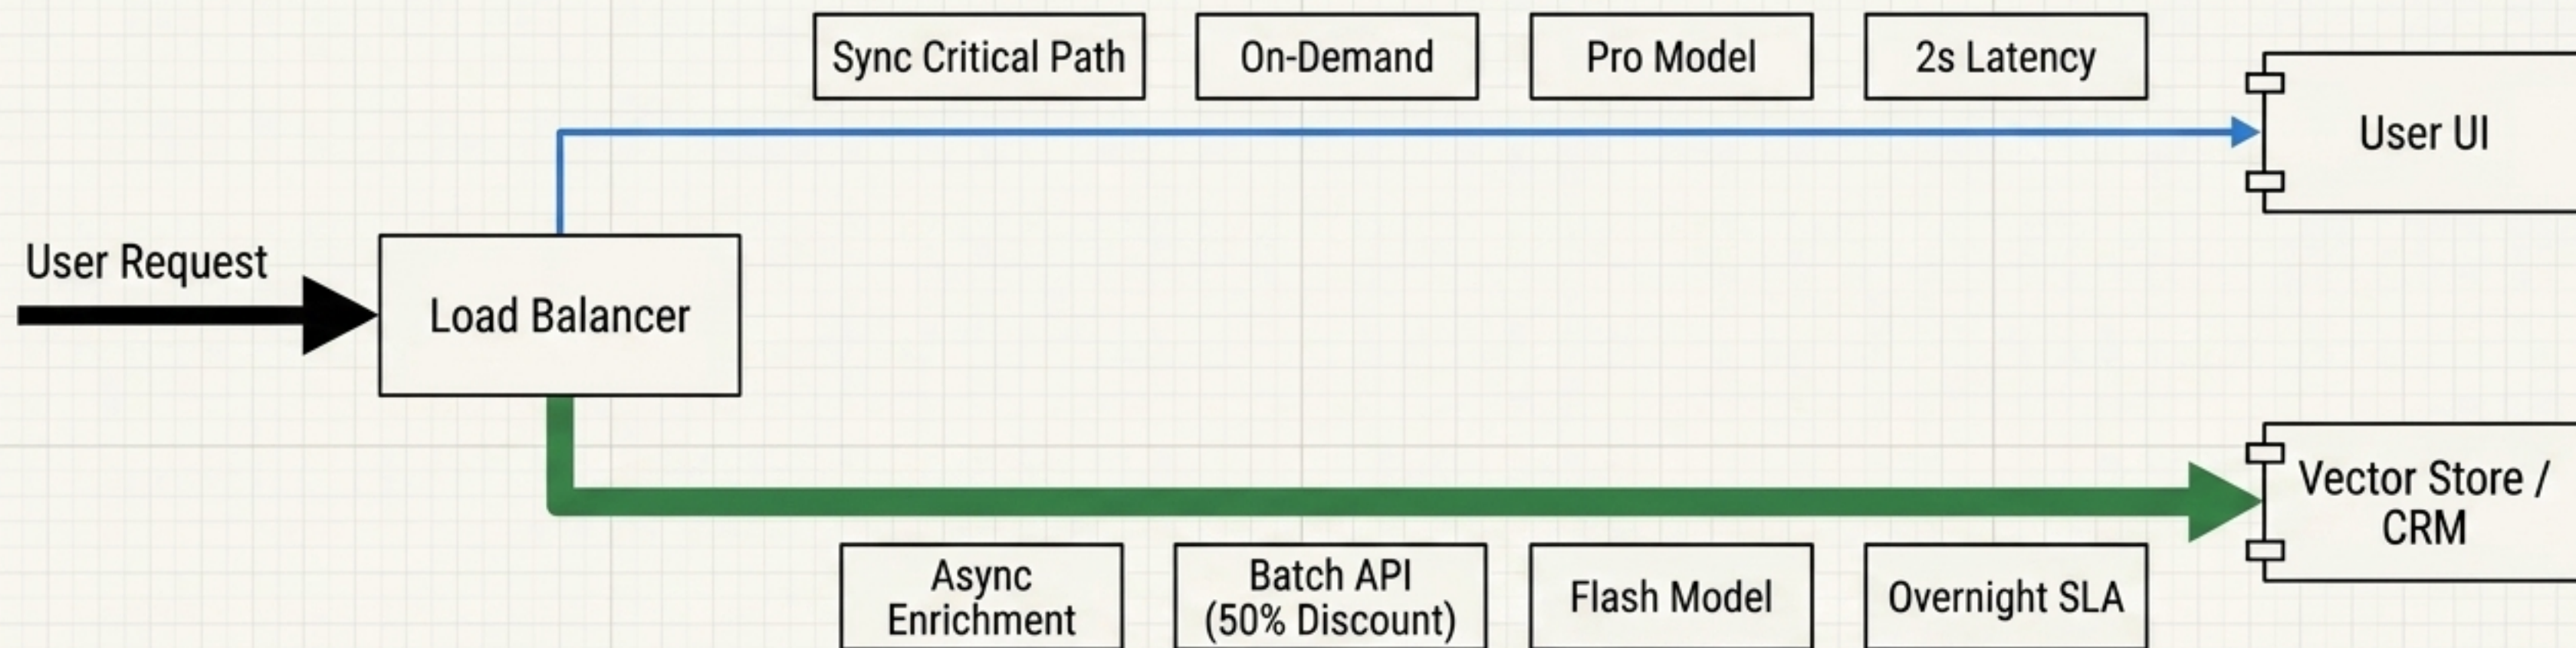 Sync Critical Path
On-Demand
Pro Model
2s Latency
User UI
User Request
Load Balancer
Vector Store /
CRM
Async
Enrichment
Batch API
(50% Discount)
Flash Model
Overnight SLA